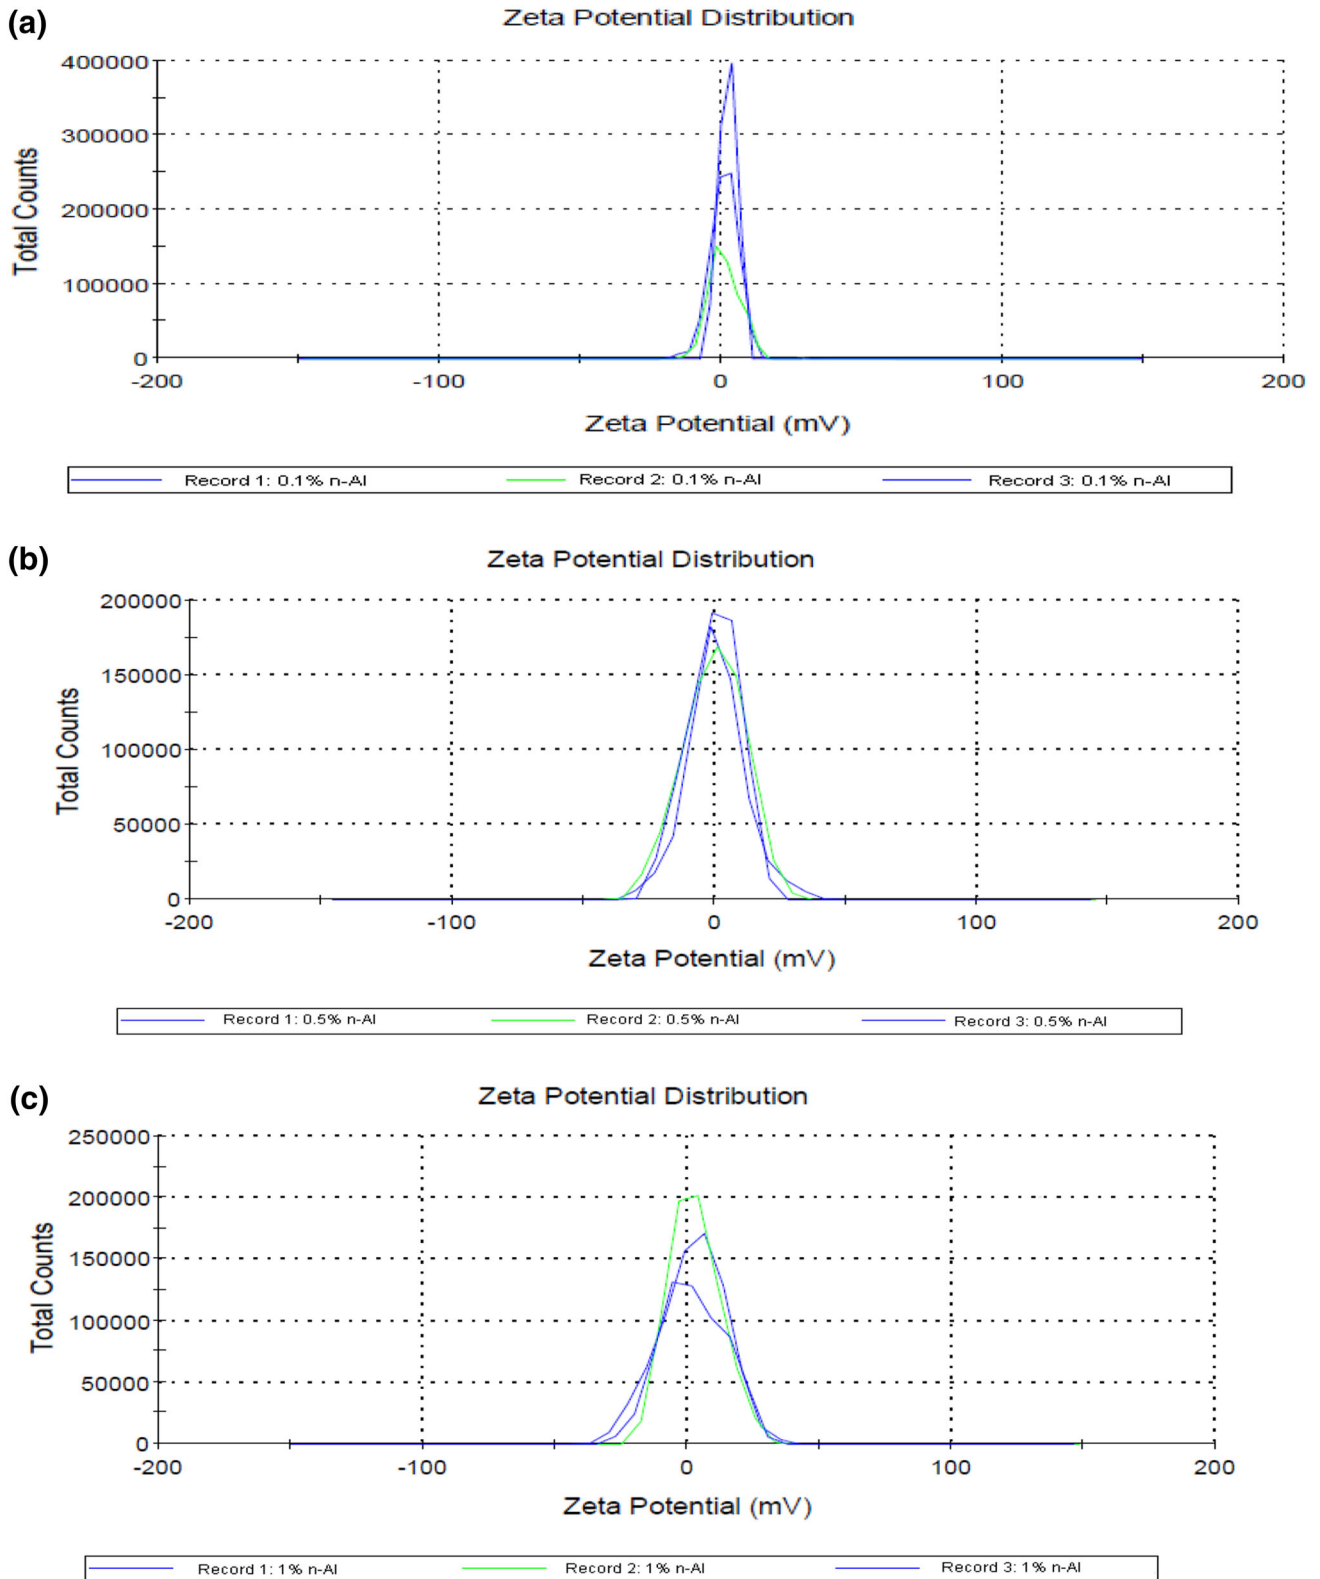 (a)
Zeta Potential Distribution
400000
300000
200000
100000
0
Total Counts
-200 -100 0 100 200
Zeta Potential (mV)
Record 1: 0.1% n-Al Record 2: 0.1% n-Al Record 3: 0.1% n-Al
(b)
Zeta Potential Distribution
200000
150000
100000
50000
0
Total Counts
-200 -100 0 100 200
Zeta Potential (mV)
Record 1: 0.5% n-Al Record 2: 0.5% n-Al Record 3: 0.5% n-Al
(c)
Zeta Potential Distribution
250000
200000
150000
100000
50000
0
Total Counts
-200 -100 0 100 200
Zeta Potential (mV)
Record 1: 1% n-Al Record 2: 1% n-Al Record 3: 1% n-Al